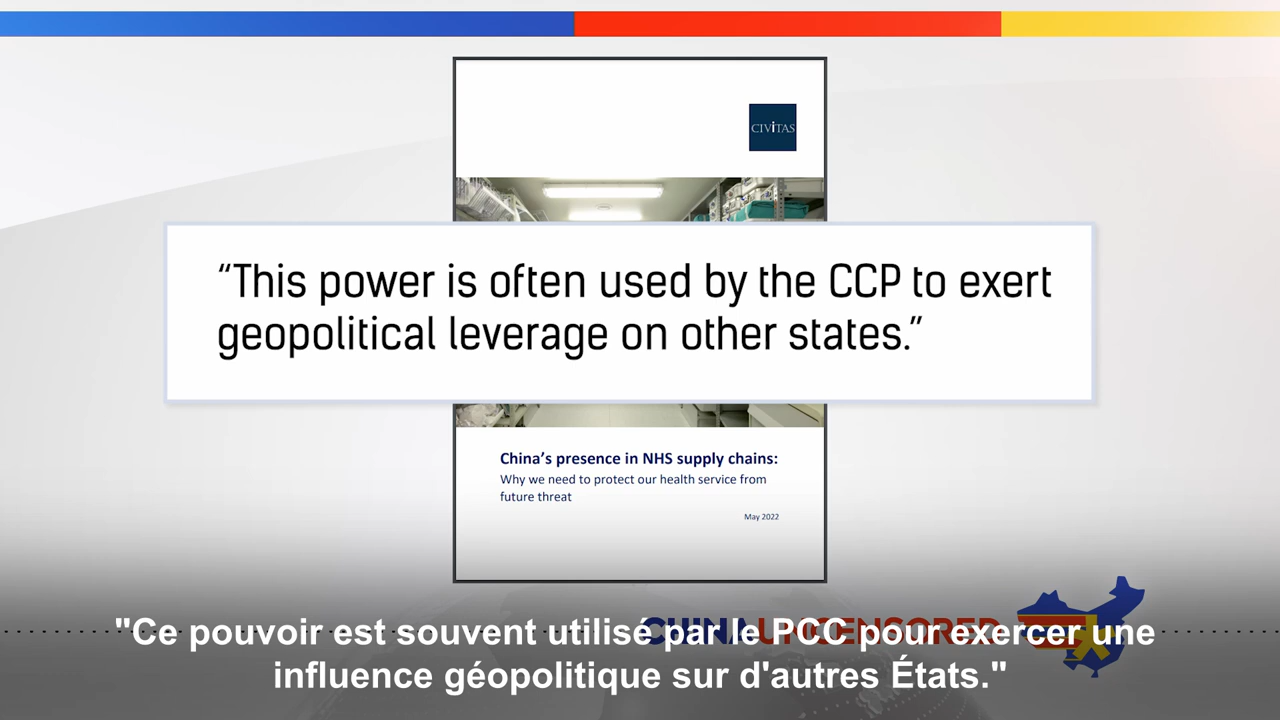 CIVITAS
“This power is often used by the CCP to exert
geopolitical leverage on other states.”
China’s presence in NHS supply chains:
Why we need to protect our health service from
future threat
May 2022
CHINA UNCENSORED
"Ce pouvoir est souvent utilisé par le PCC pour exercer une
influence géopolitique sur d'autres États."